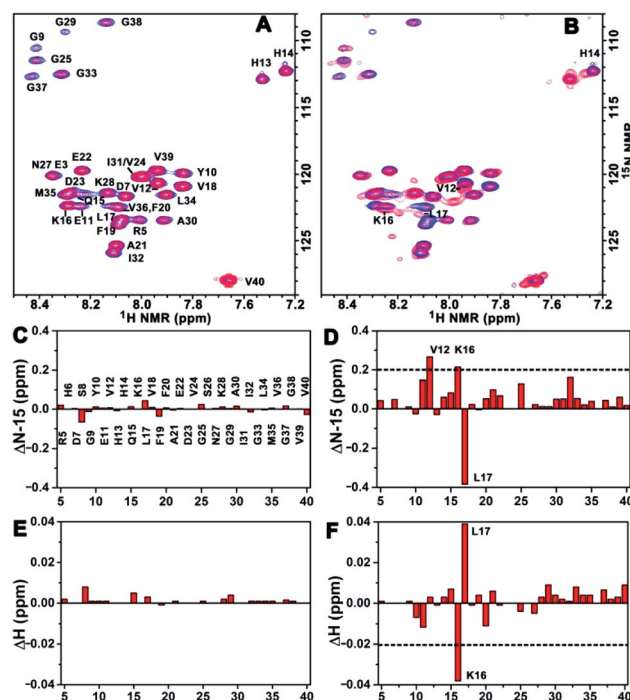 A
G29 G38
G9
G25
G33
G37
H14
H13
N27 E3 E22
I31/V24
V39
Y10
D23
K28
D7
V12
V18
M35
Q15
L34
V36,F20
K16 E11
L17
F19
R5
A30
A21
I32
V40
8.4 8.2 8.0 7.8 7.6 7.4 7.2
1H NMR (ppm)
B
H14
V12
K16
L17
8.4 8.2 8.0 7.8 7.6 7.4 7.2
1H NMR (ppm)
110
115
120
125
15N NMR (ppm)
C
ΔN-15 (ppm)
0.4
0.2
0.0
-0.2
-0.4
H6 S8 Y10 V12 H14 K16 V18 F20 E22 V24 S26 K28 A30 I32 L34 V36 G38 V40
R5 D7 G9 E11 H13 Q15 L17 F19 A21 D23 G25 N27 G29 I31 G33 M35 G37 V39
5 10 15 20 25 30 35 40
D
ΔN-15 (ppm)
0.4
0.2
0.0
-0.2
-0.4
V12 K16
L17
5 10 15 20 25 30 35 40
E
ΔH (ppm)
0.04
0.02
0.00
-0.02
-0.04
5 10 15 20 25 30 35 40
F
ΔH (ppm)
0.04
0.02
0.00
-0.02
-0.04
L17
K16
5 10 15 20 25 30 35 40